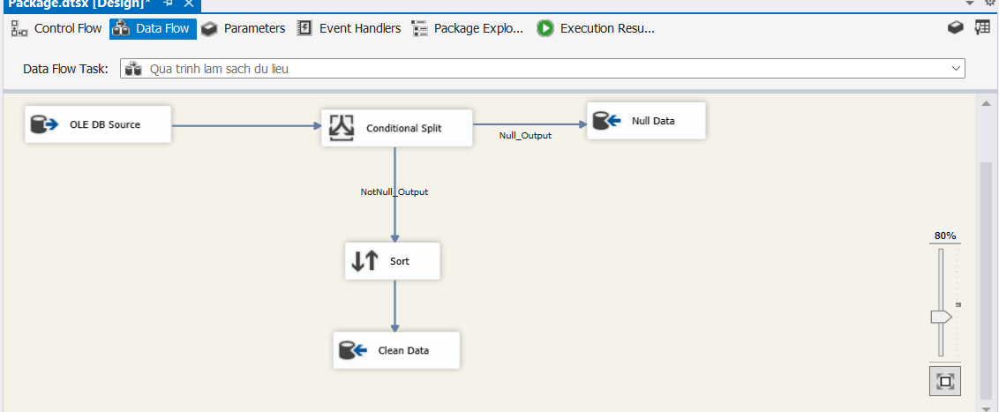 Package.dtsx [Design]*
Control Flow
Data Flow
Parameters
Event Handlers
Package Explo...
Execution Resu...
Data Flow Task:
Qua trinh lam sach du lieu
OLE DB Source
Conditional Split
Null_Output
Null Data
NotNull_Output
Sort
Clean Data
80%